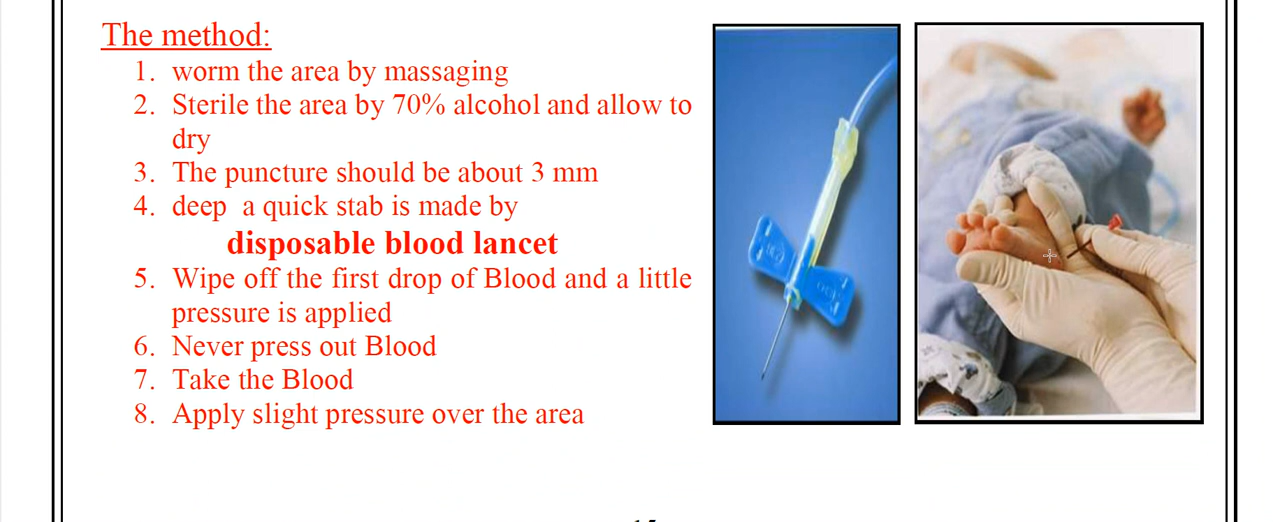 The method:
1. worm the area by massaging
2. Sterile the area by 70% alcohol and allow to
dry
3. The puncture should be about 3 mm
4. deep a quick stab is made by
disposable blood lancet
5. Wipe off the first drop of Blood and a little
pressure is applied
6. Never press out Blood
7. Take the Blood
8. Apply slight pressure over the area